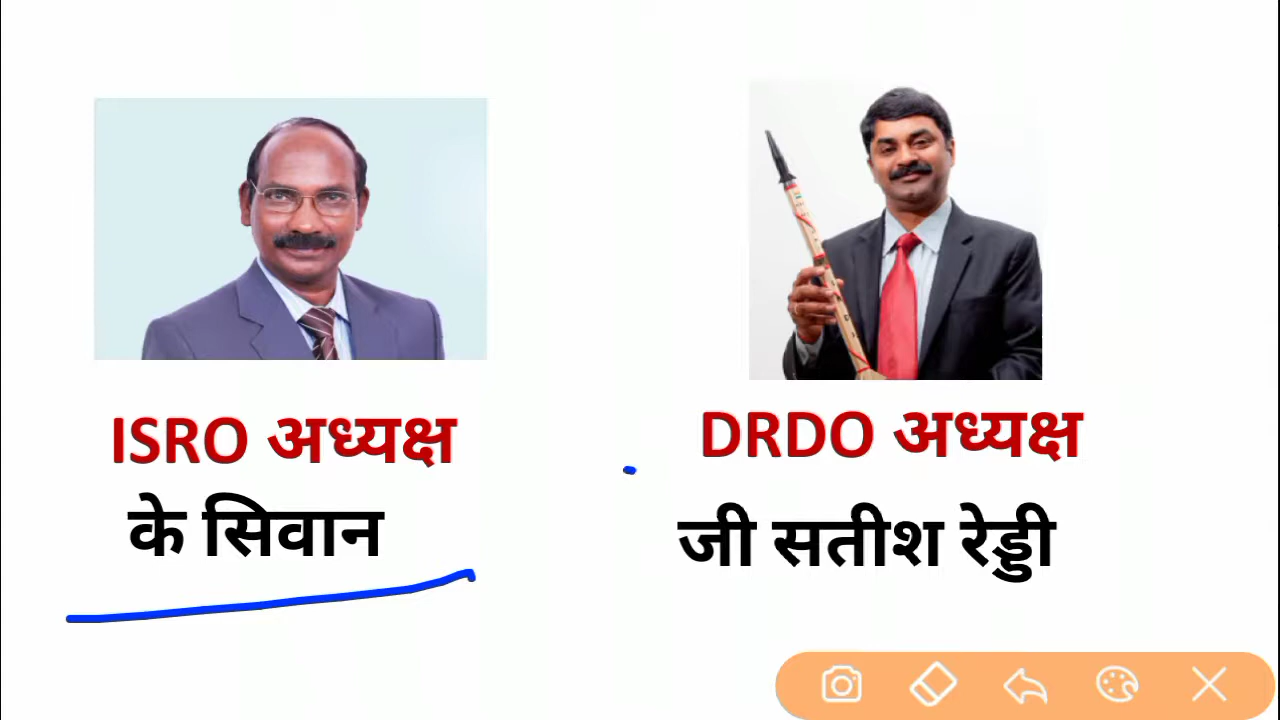 ISRO अध्यक्ष
के सिवान
DRDO अध्यक्ष
जी सतीश रेड्डी